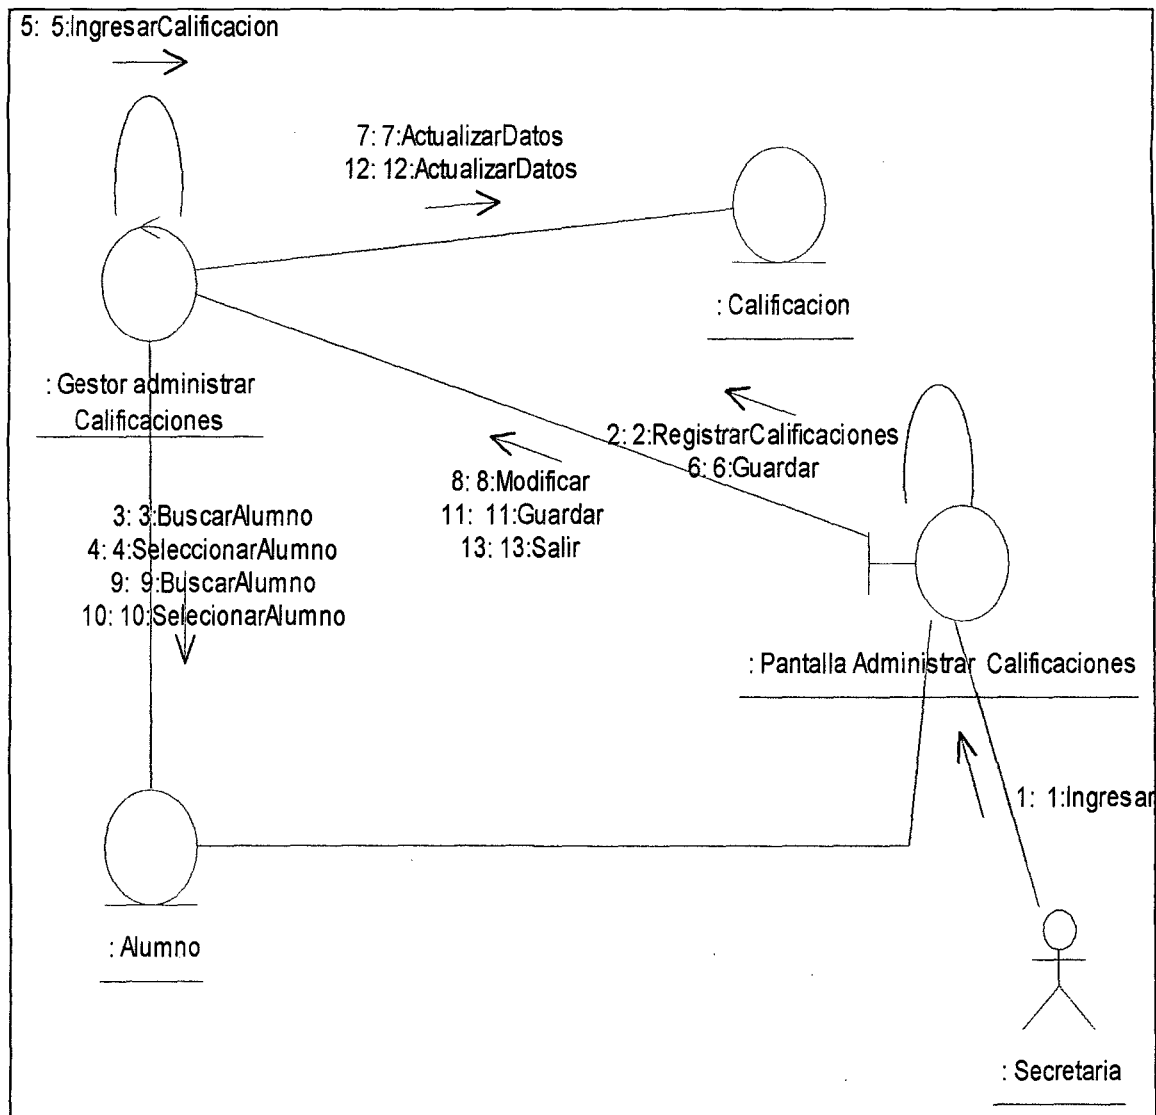 5: 5:IngresarCalificacion
7: 7:ActualizarDatos
12: 12:ActualizarDatos
: Calificacion
: Gestor administrar
Calificaciones
2: 2:RegistrarCalificaciones
6: 6:Guardar
8: 8:Modificar
11: 11:Guardar
13: 13:Salir
3: 3:BuscarAlumno
4: 4:SeleccionarAlumno
9: 9:BuscarAlumno
10: 10:SelecionarAlumno
: Pantalla Administrar Calificaciones
1: 1:Ingresar
: Alumno
: Secretaria